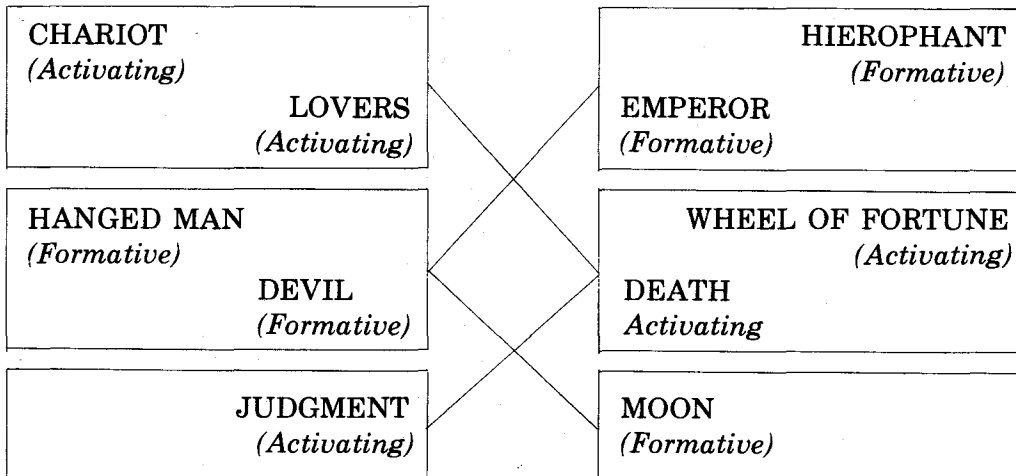 CHARIOT
(Activating)
LOVERS
(Activating)
HIEROPHANT
(Formative)
EMPEROR
(Formative)
HANGED MAN
(Formative)
DEVIL
(Formative)
WHEEL OF FORTUNE
(Activating)
DEATH
Activating
JUDGMENT
(Activating)
MOON
(Formative)